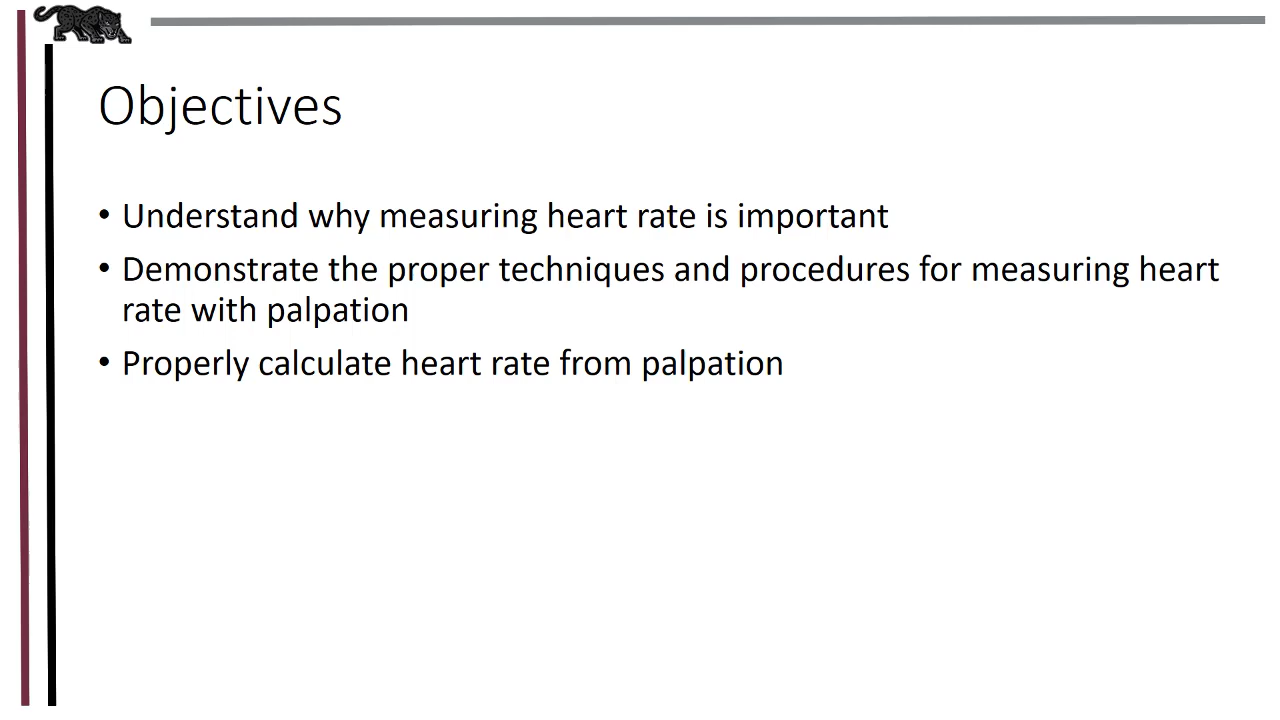 Objectives
• Understand why measuring heart rate is important
• Demonstrate the proper techniques and procedures for measuring heart
rate with palpation
• Properly calculate heart rate from palpation